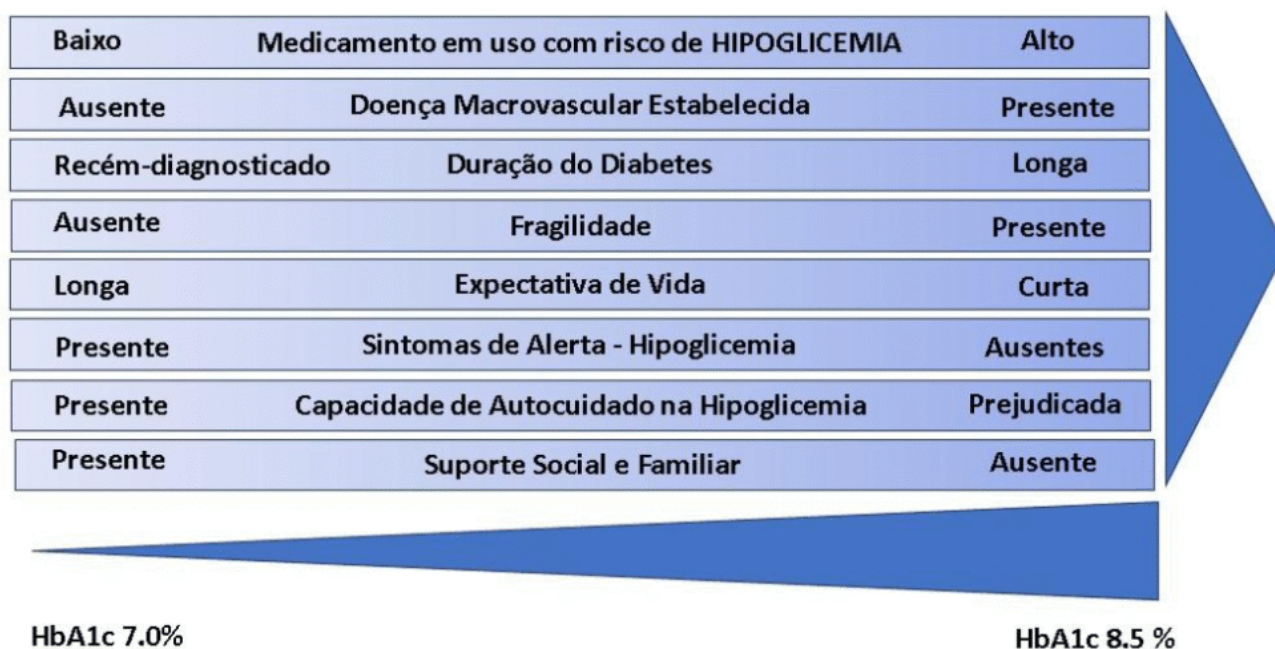 Baixo Medicamento em uso com risco de HIPOGLICEMIA Alto
Ausente Doença Macrovascular Estabelecida Presente
Recém-diagnosticado Duração do Diabetes Longa
Ausente Fragilidade Presente
Longa Expectativa de Vida Curta
Presente Sintomas de Alerta - Hipoglicemia Ausentes
Presente Capacidade de Autocuidado na Hipoglicemia Prejudicada
Presente Suporte Social e Familiar Ausente
HbA1c 7.0% HbA1c 8.5 %